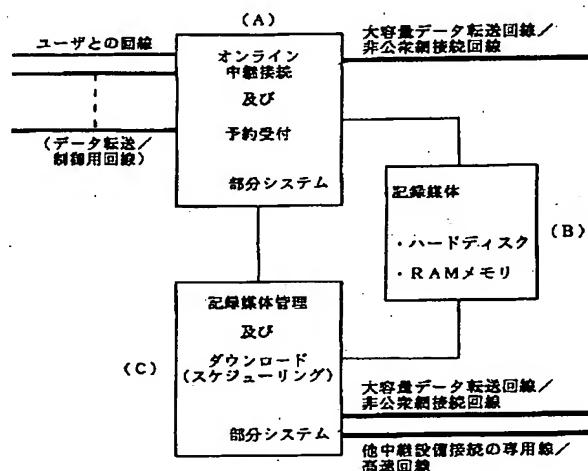 (A)
ユーザとの回線
オンライン
中継接続
及び
予約受付
部分システム
(データ転送/
制御用回線)
大容量データ転送回線/
非公衆網接続回線
記録媒体
・ハードディスク
・RAMメモリ
(B)
(C)
記録媒体管理
及び
ダウンロード
(スケジューリング)
部分システム
大容量データ転送回線/
非公衆網接続回線
他中継設備接続の専用線/
高速回線